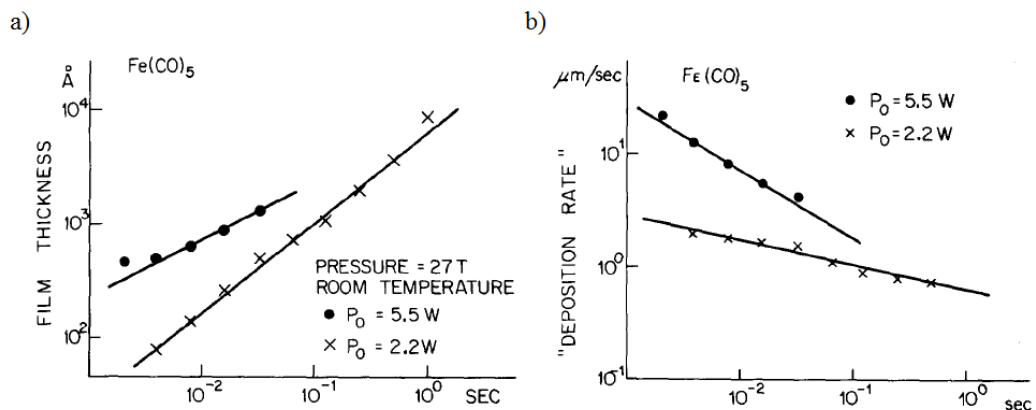 a)
Fe(CO)5
Å
FILM THICKNESS
10^4
10^3
10^2
PRESSURE = 27 T
ROOM TEMPERATURE
● P0 = 5.5 W
× P0 = 2.2W
10^-2
10^-1
10^0
SEC
b)
μm/sec
FE(CO)5
● P0 = 5.5 W
× P0 = 2.2 W
"DEPOSITION RATE"
10^1
10^0
10^-1
10^-2
10^-1
10^0
sec